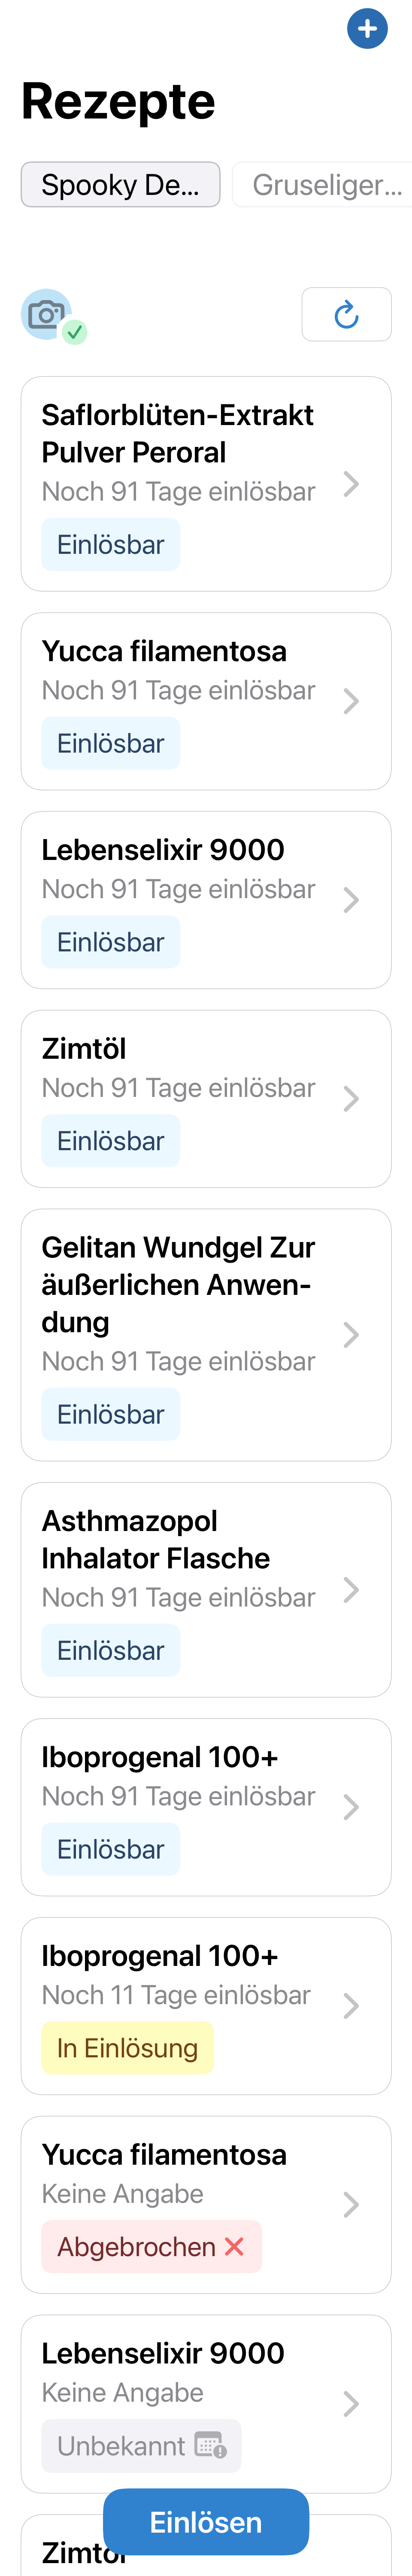 Rezepte
Spooky De...
Gruseliger...
Saflorblüten-Extrakt
Pulver Peroral
Noch 91 Tage einlösbar
Einlösbar
Yucca filamentosa
Noch 91 Tage einlösbar
Einlösbar
Lebenselixir 9000
Noch 91 Tage einlösbar
Einlösbar
Zimtöl
Noch 91 Tage einlösbar
Einlösbar
Gelitan Wundgel Zur
äußerlichen Anwen-
dung
Noch 91 Tage einlösbar
Einlösbar
Asthmazopol
Inhalator Flasche
Noch 91 Tage einlösbar
Einlösbar
Iboprogenal 100+
Noch 91 Tage einlösbar
Einlösbar
Iboprogenal 100+
Noch 11 Tage einlösbar
In Einlösung
Yucca filamentosa
Keine Angabe
Abgebrochen
Lebenselixir 9000
Keine Angabe
Unbekannt
Einlösen
Zimtöl